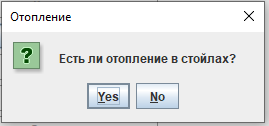 Отопление
?
Есть ли отопление в стойлах?
Yes No